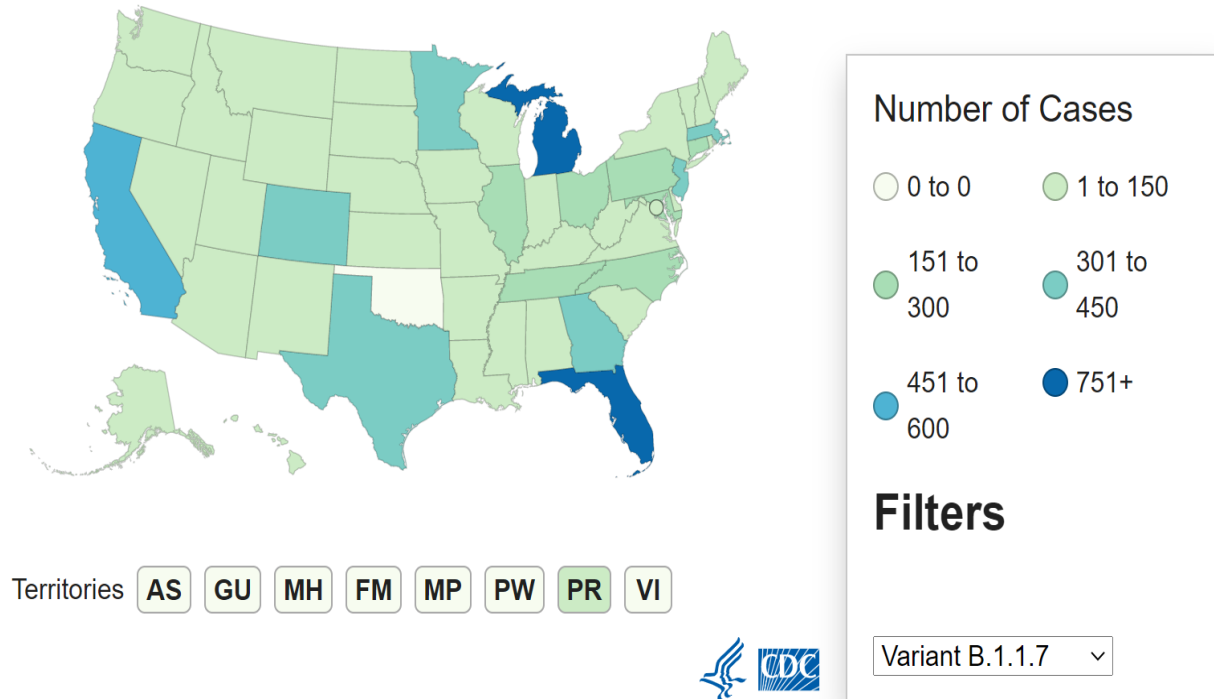 Number of Cases
0 to 0
1 to 150
151 to
300
301 to
450
451 to
600
751+
Filters
Territories AS GU MH FM MP PW PR VI
CDC
Variant B.1.1.7